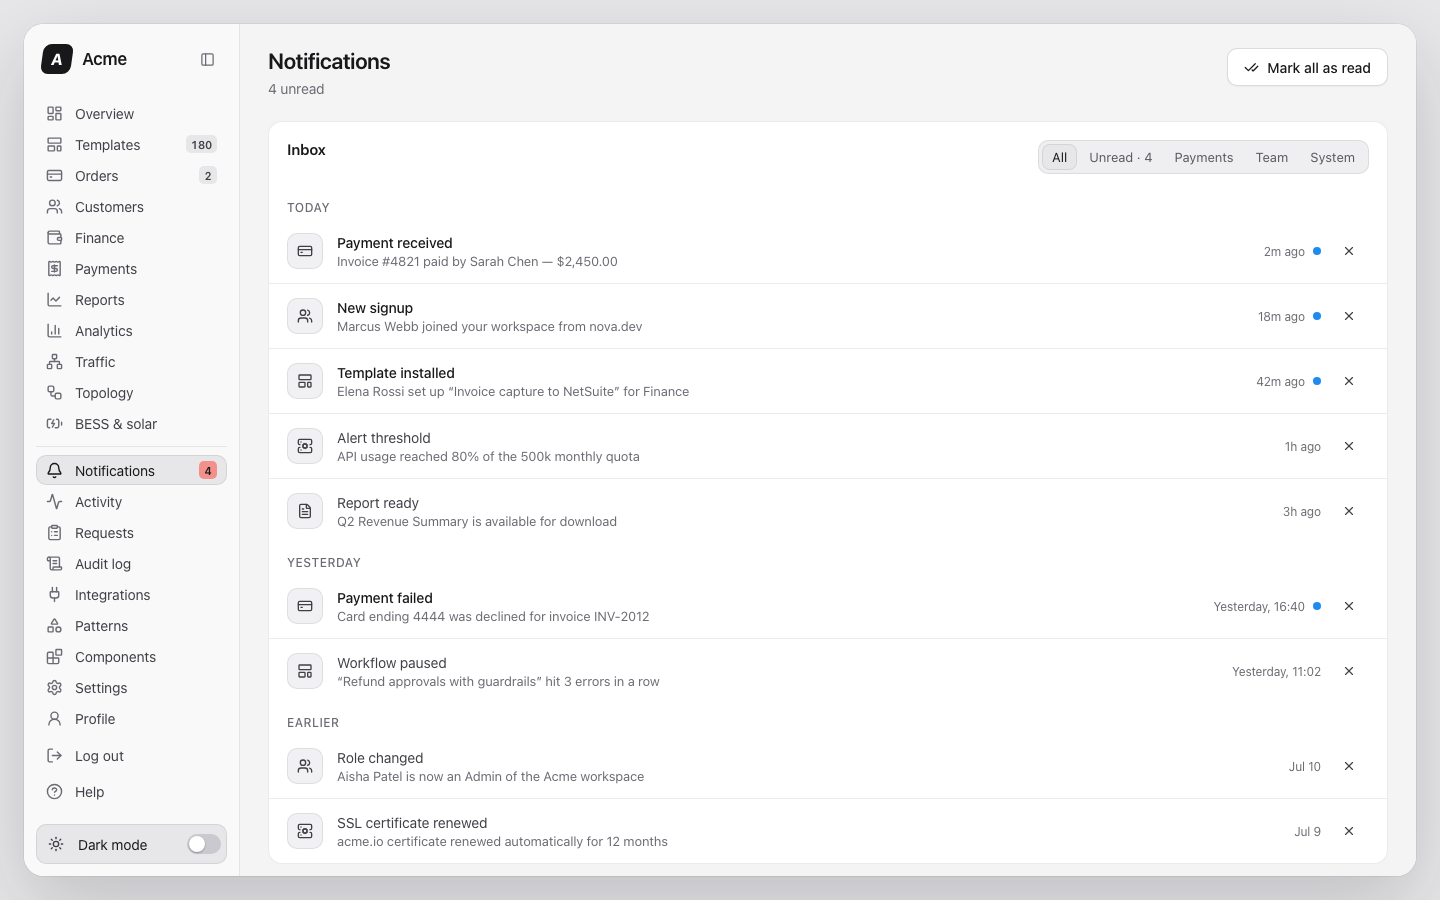 A Acme
Overview
Templates 180
Orders 2
Customers
Finance
Payments
Reports
Analytics
Traffic
Topology
BESS & solar
Notifications 4
Activity
Requests
Audit log
Integrations
Patterns
Components
Settings
Profile
Log out
Help
Dark mode
Notifications
4 unread
Mark all as read
Inbox
All Unread · 4 Payments Team System
TODAY
Payment received
Invoice #4821 paid by Sarah Chen — $2,450.00
2m ago
New signup
Marcus Webb joined your workspace from nova.dev
18m ago
Template installed
Elena Rossi set up “Invoice capture to NetSuite” for Finance
42m ago
Alert threshold
API usage reached 80% of the 500k monthly quota
1h ago
Report ready
Q2 Revenue Summary is available for download
3h ago
YESTERDAY
Payment failed
Card ending 4444 was declined for invoice INV-2012
Yesterday, 16:40
Workflow paused
“Refund approvals with guardrails” hit 3 errors in a row
Yesterday, 11:02
EARLIER
Role changed
Aisha Patel is now an Admin of the Acme workspace
Jul 10
SSL certificate renewed
acme.io certificate renewed automatically for 12 months
Jul 9